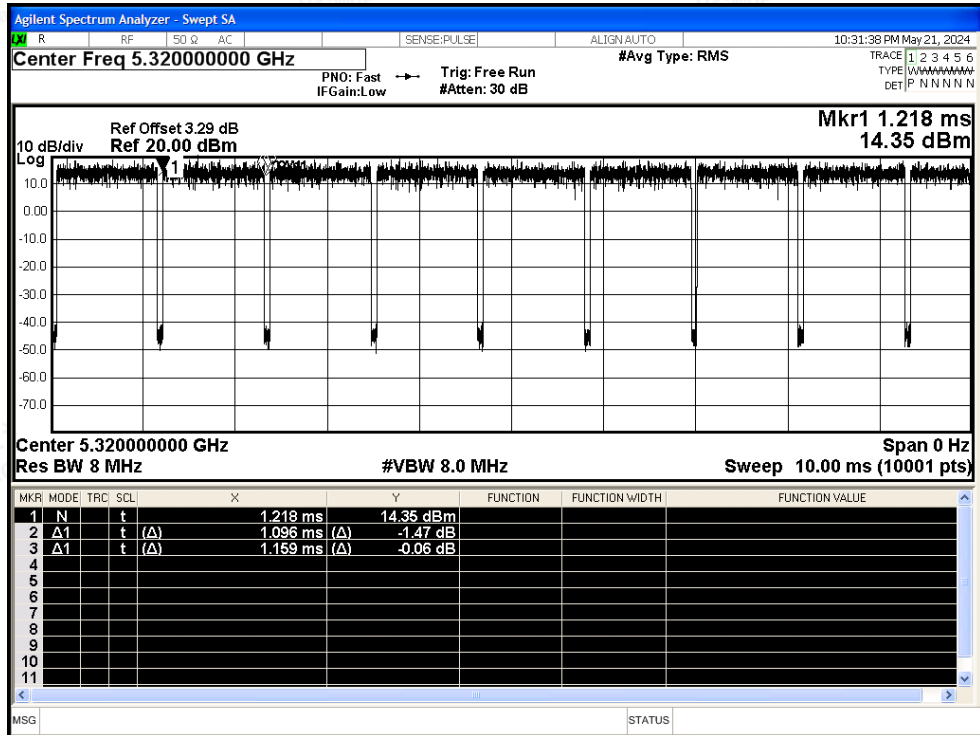 Agilent Spectrum Analyzer - Swept SA
LXI R RF 50 Ω AC SENSE:PULSE ALIGN AUTO 10:31:38 PM May 21, 2024
Center Freq 5.320000000 GHz #Avg Type: RMS TRACE 1 2 3 4 5 6
PNO: Fast Trig: Free Run TYPE
IFGain:Low #Atten: 30 dB DET P N N N N N
Mkr1 1.218 ms
Ref Offset 3.29 dB
10 dB/div Ref 20.00 dBm 14.35 dBm
Log
1
10.0
0.00
-10.0
-20.0
-30.0
-40.0
-50.0
-60.0
-70.0
Center 5.320000000 GHz Span 0 Hz
Res BW 8 MHz #VBW 8.0 MHz Sweep 10.00 ms (10001 pts)
MKR MODE TRC SCL X Y FUNCTION FUNCTION WIDTH FUNCTION VALUE
1 N t 1.218 ms 14.35 dBm
2 Δ1 t (Δ) 1.096 ms (Δ) -1.47 dB
3 Δ1 t (Δ) 1.159 ms (Δ) -0.06 dB
4
5
6
7
8
9
10
11
MSG STATUS